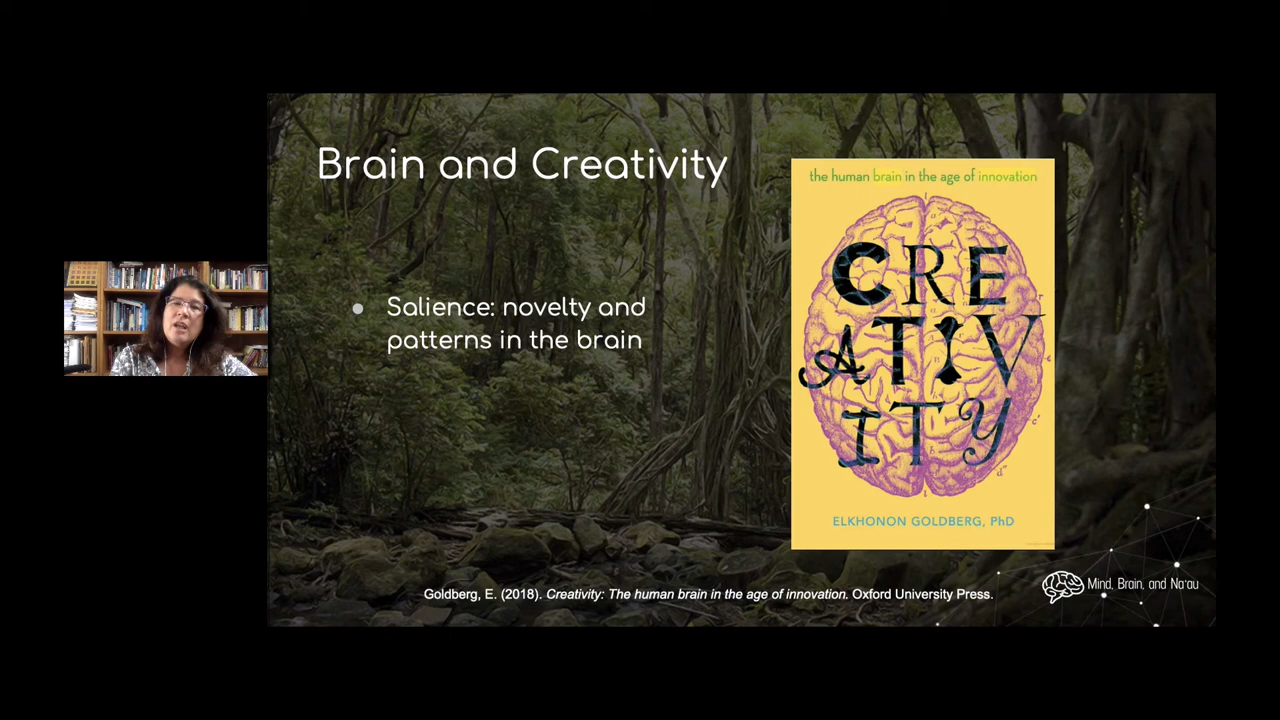 Brain and Creativity
Salience: novelty and
patterns in the brain
the human brain in the age of innovation
CRE
ATIV
ITY
ELKHONON GOLDBERG, PhD
Goldberg, E. (2018). Creativity: The human brain in the age of innovation. Oxford University Press.
Mind, Brain, and Na'au